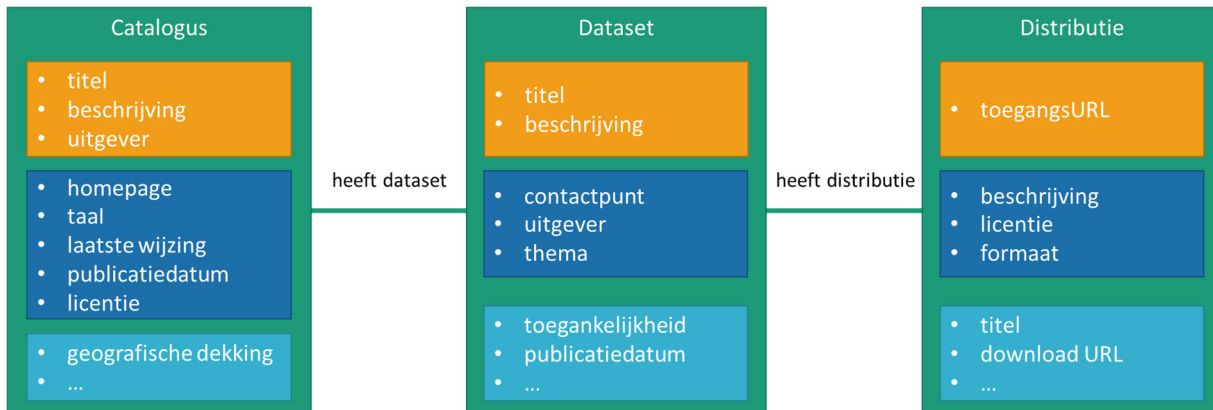 Catalogus
• titel
• beschrijving
• uitgever
• homepage
• taal
• laatste wijzing
• publicatiedatum
• licentie
• geografische dekking
• ...
heeft dataset
Dataset
• titel
• beschrijving
• contactpunt
• uitgever
• thema
• toegankelijkheid
• publicatiedatum
• ...
heeft distributie
Distributie
• toegangsURL
• beschrijving
• licentie
• formaat
• titel
• download URL
• ...